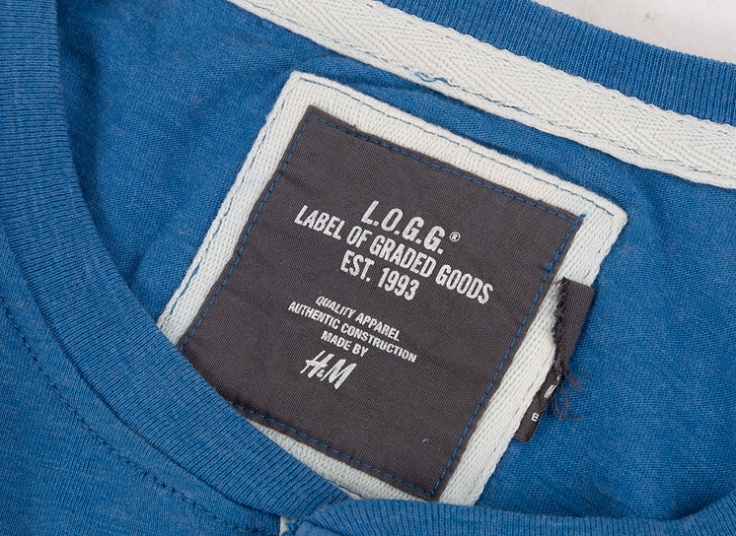 L.O.G.G.®
LABEL OF GRADED GOODS
EST. 1993
QUALITY APPAREL
AUTHENTIC CONSTRUCTION
MADE BY
H&M